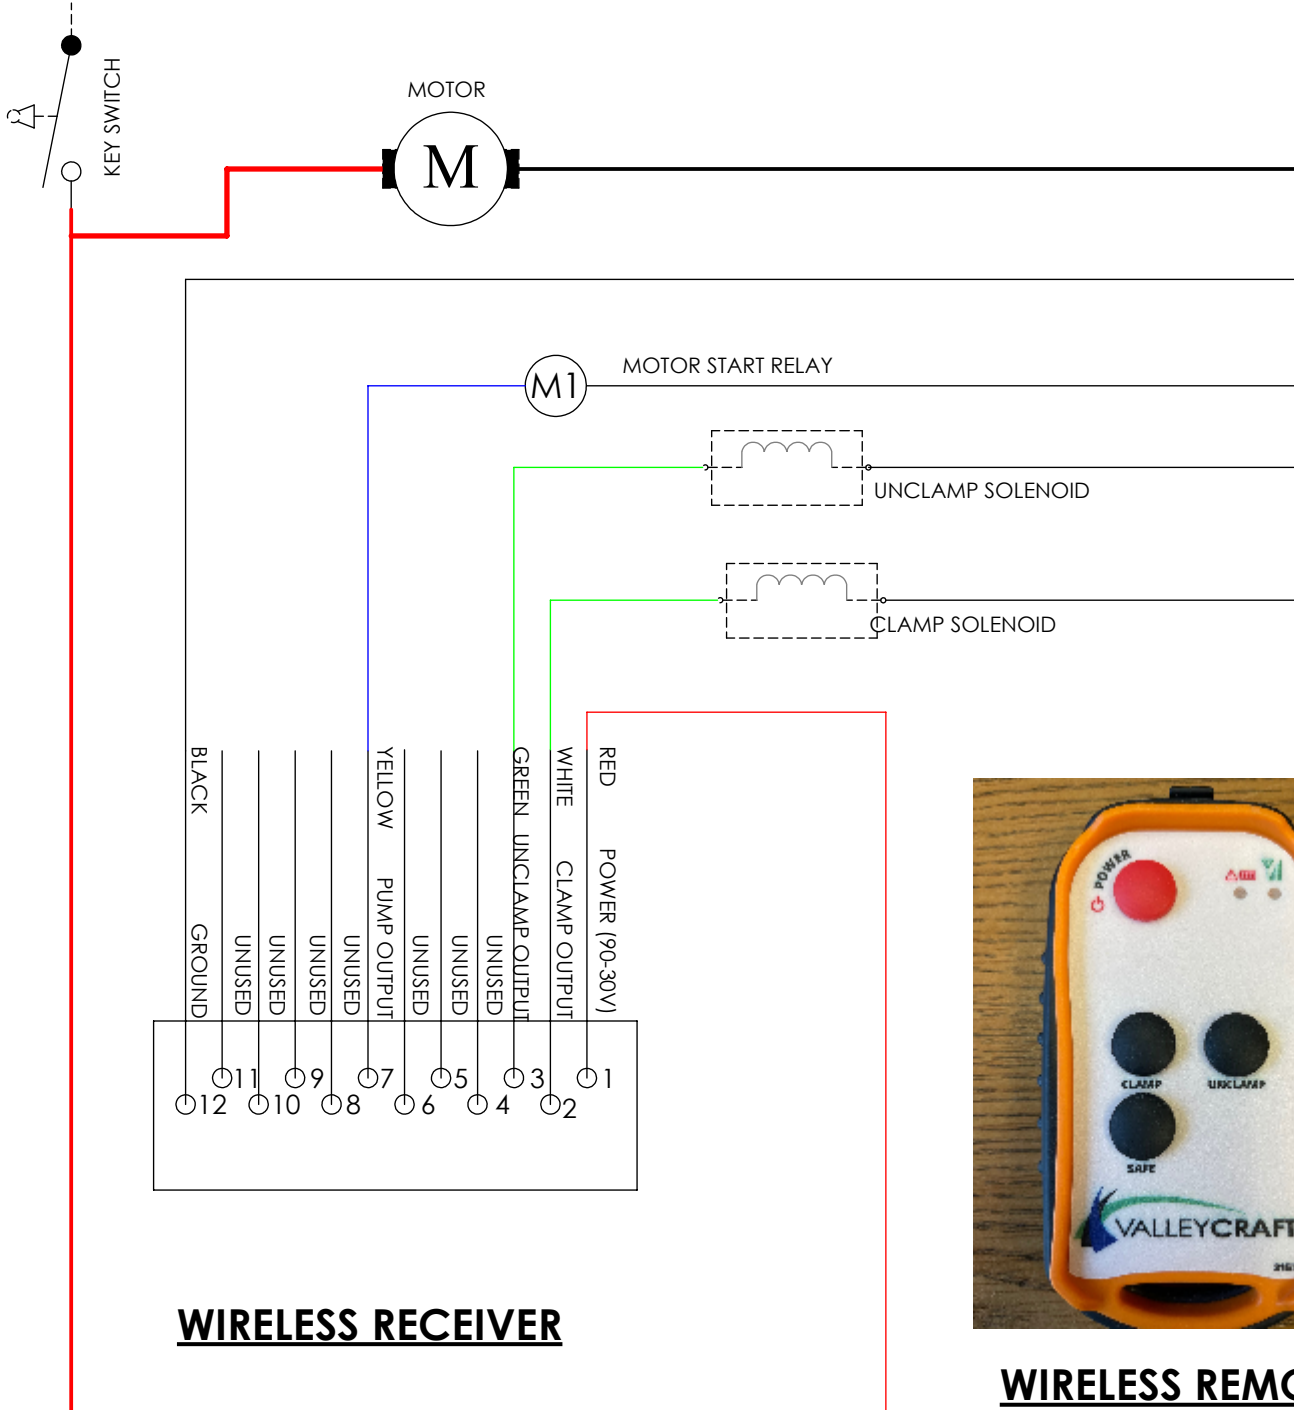 KEY SWITCH
MOTOR
M
M1
MOTOR START RELAY
UNCLAMP SOLENOID
CLAMP SOLENOID
BLACK GROUND
UNUSED
UNUSED
UNUSED
UNUSED
YELLOW PUMP OUTPUT
UNUSED
UNUSED
UNUSED
GREEN UNCLAMP OUTPUT
WHITE CLAMP OUTPUT
RED POWER (90-30V)
11 9 7 5 3 1
12 10 8 6 4 2
WIRELESS RECEIVER
POWER
CLAMP UNCLAMP
SAFE
VALLEYCRAFT
WIRELESS REMO